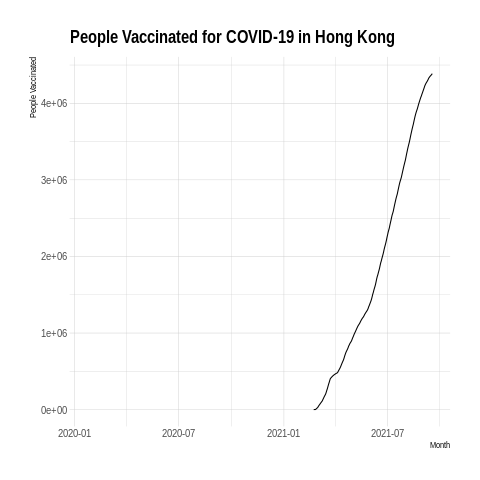 People Vaccinated for COVID-19 in Hong Kong
People Vaccinated
4e+06
3e+06
2e+06
1e+06
0e+00
2020-01 2020-07 2021-01 2021-07
Month